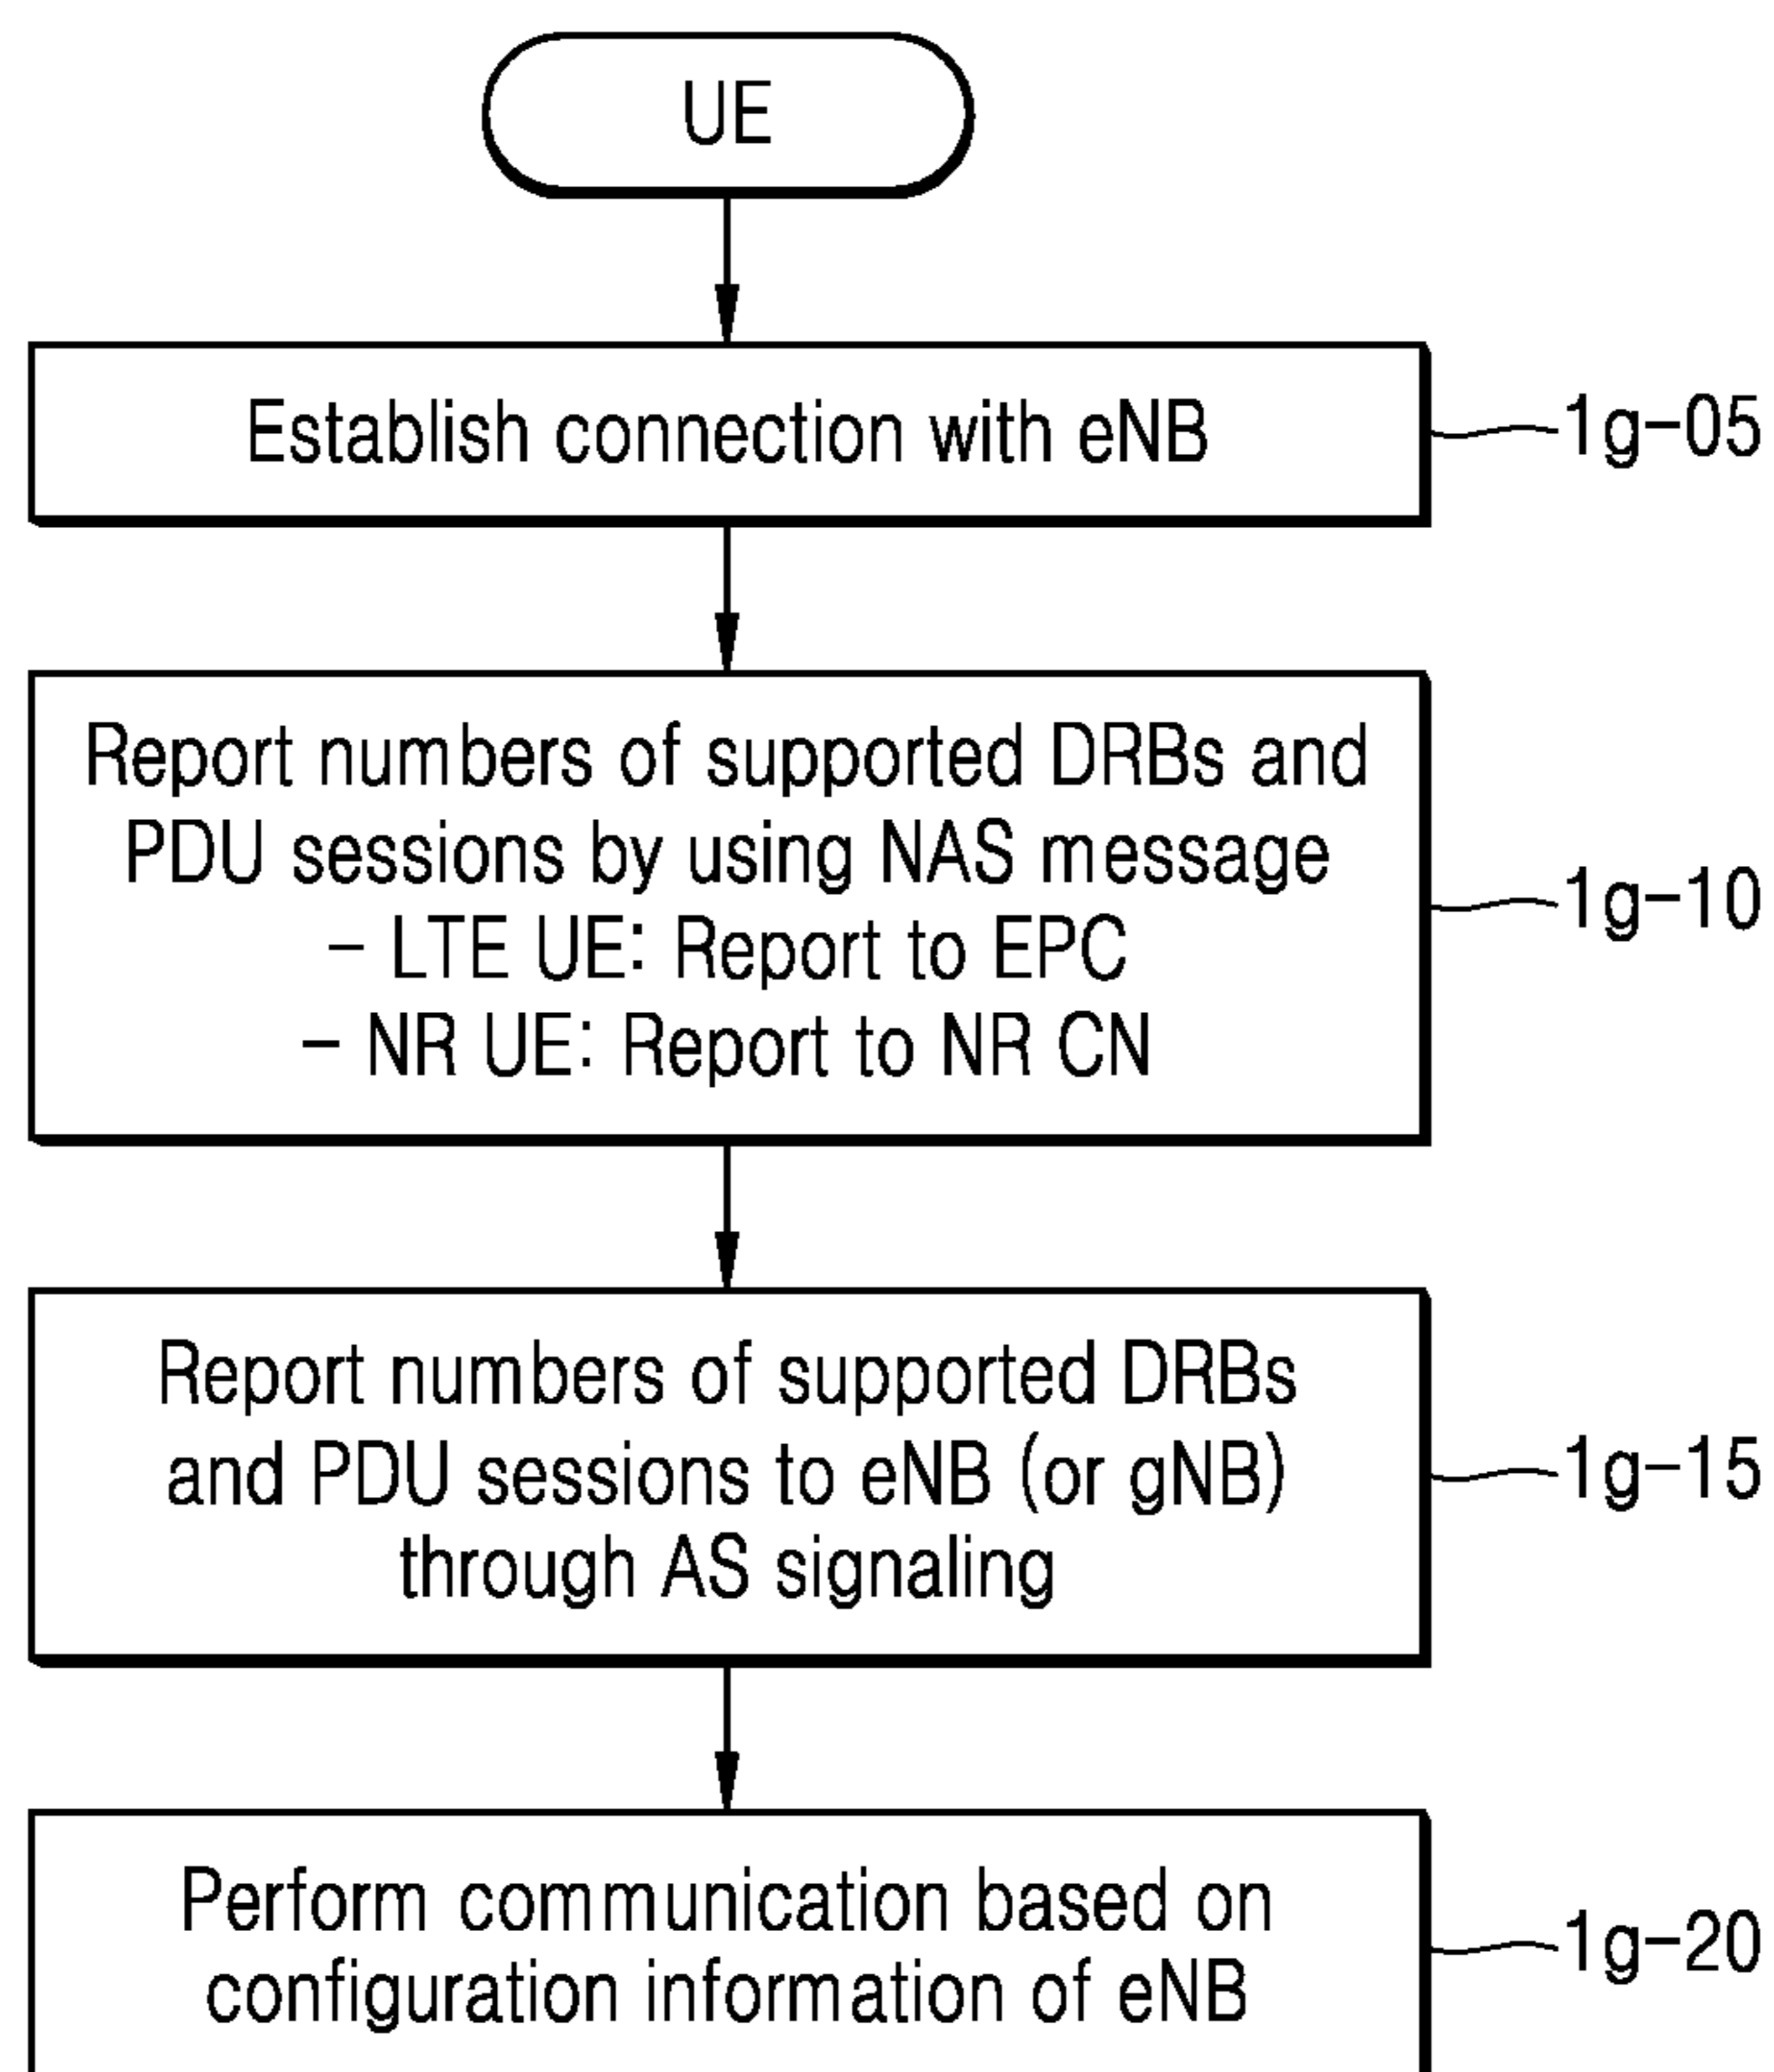 UE
Establish connection with eNB
1g-05
Report numbers of supported DRBs and
PDU sessions by using NAS message
- LTE UE: Report to EPC
- NR UE: Report to NR CN
1g-10
Report numbers of supported DRBs
and PDU sessions to eNB (or gNB)
through AS signaling
1g-15
Perform communication based on
configuration information of eNB
1g-20